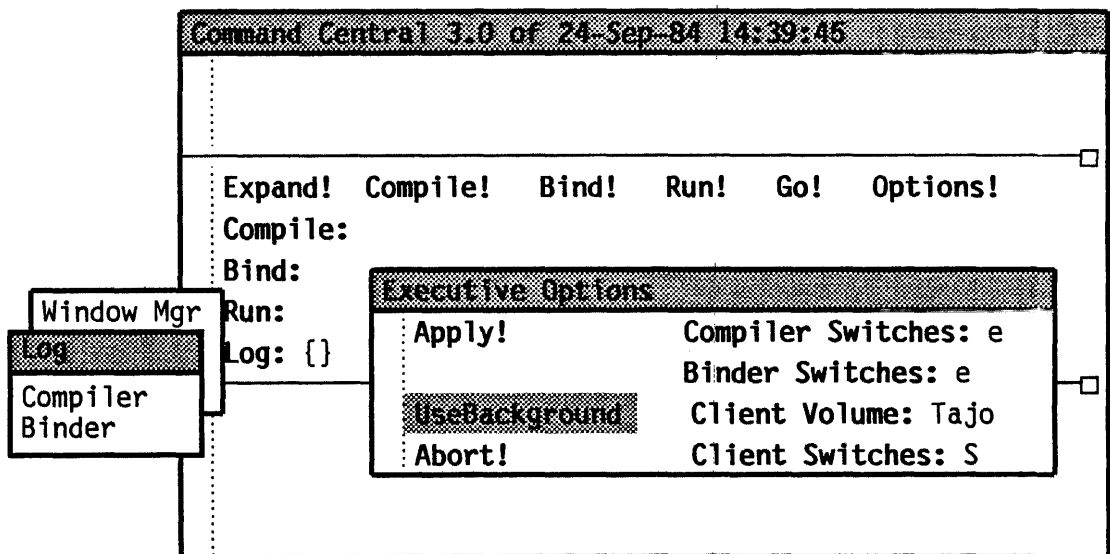 Command Central 3.0 of 24-Sep-84 14:39:45
Expand! Compile! Bind! Run! Go! Options!
Compile:
Bind:
Run:
Log: {}
Window Mgr
Log
Compiler
Binder
Executive Options
Apply! Compiler Switches: e
Binder Switches: e
UseBackground Client Volume: Tajo
Abort! Client Switches: S